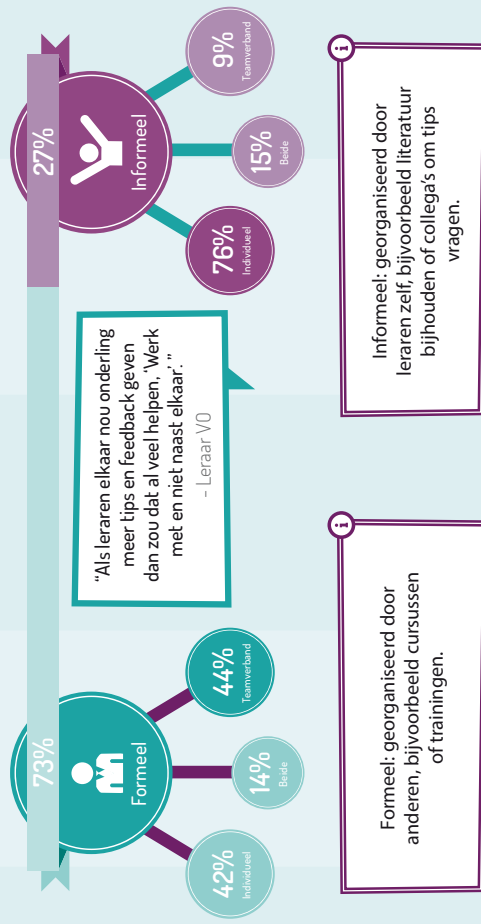 73%
27%
Formeel
42%
Individueel
14%
Beide
44%
Teamverband
“Als leraren elkaar nou onderling
meer tips en feedback geven
dan zou dat al veel helpen, ‘Werk
met en niet naast elkaar.’ ”
- Leraar VO
Informeel
76%
Individueel
15%
Beide
9%
Teamverband
i
Formeel: georganiseerd door
anderen, bijvoorbeeld cursussen
of trainingen.
i
Informeel: georganiseerd door
leraren zelf, bijvoorbeeld literatuur
bijhouden of collega's om tips
vragen.